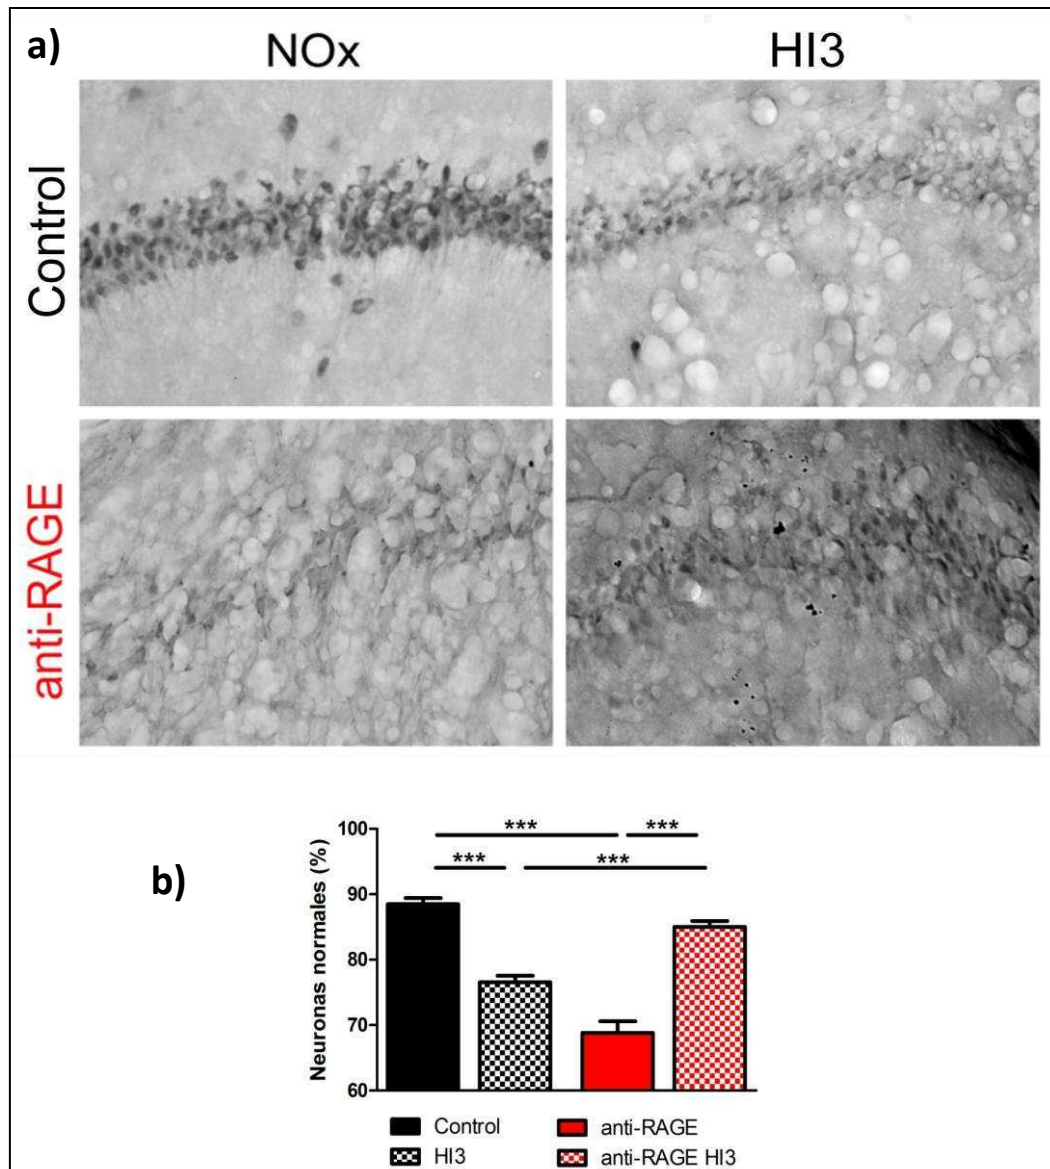 a)
NOx
HI3
Control
anti-RAGE
b)
Neuronas normales (%)
100
90
80
70
60
***
***
***
***
Control
anti-RAGE
HI3
anti-RAGE HI3